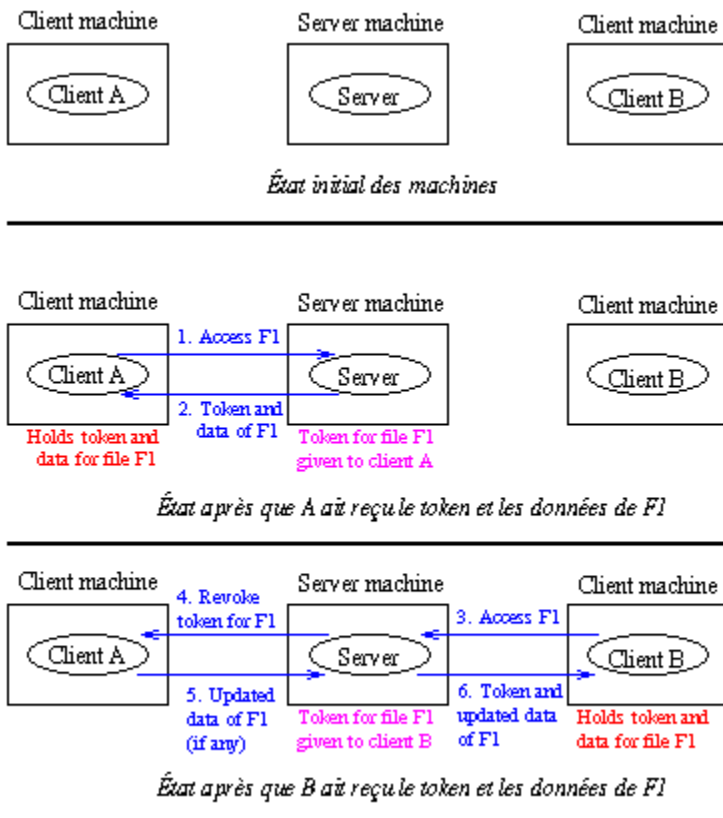 Client machine
Server machine
Client machine
Client A
Server
Client B
État initial des machines
Client machine
Server machine
Client machine
1. Access F1
Client A
Server
Client B
2. Token and
data of F1
Holds token and
data for file F1
Token for file F1
given to client A
État après que A ait reçu le token et les données de F1
Client machine
Server machine
Client machine
4. Revoke
token for F1
3. Access F1
Client A
Server
Client B
5. Updated
data of F1
(if any)
Token for file F1
given to client B
6. Token and
updated data
of F1
Holds token and
data for file F1
État après que B ait reçu le token et les données de F1